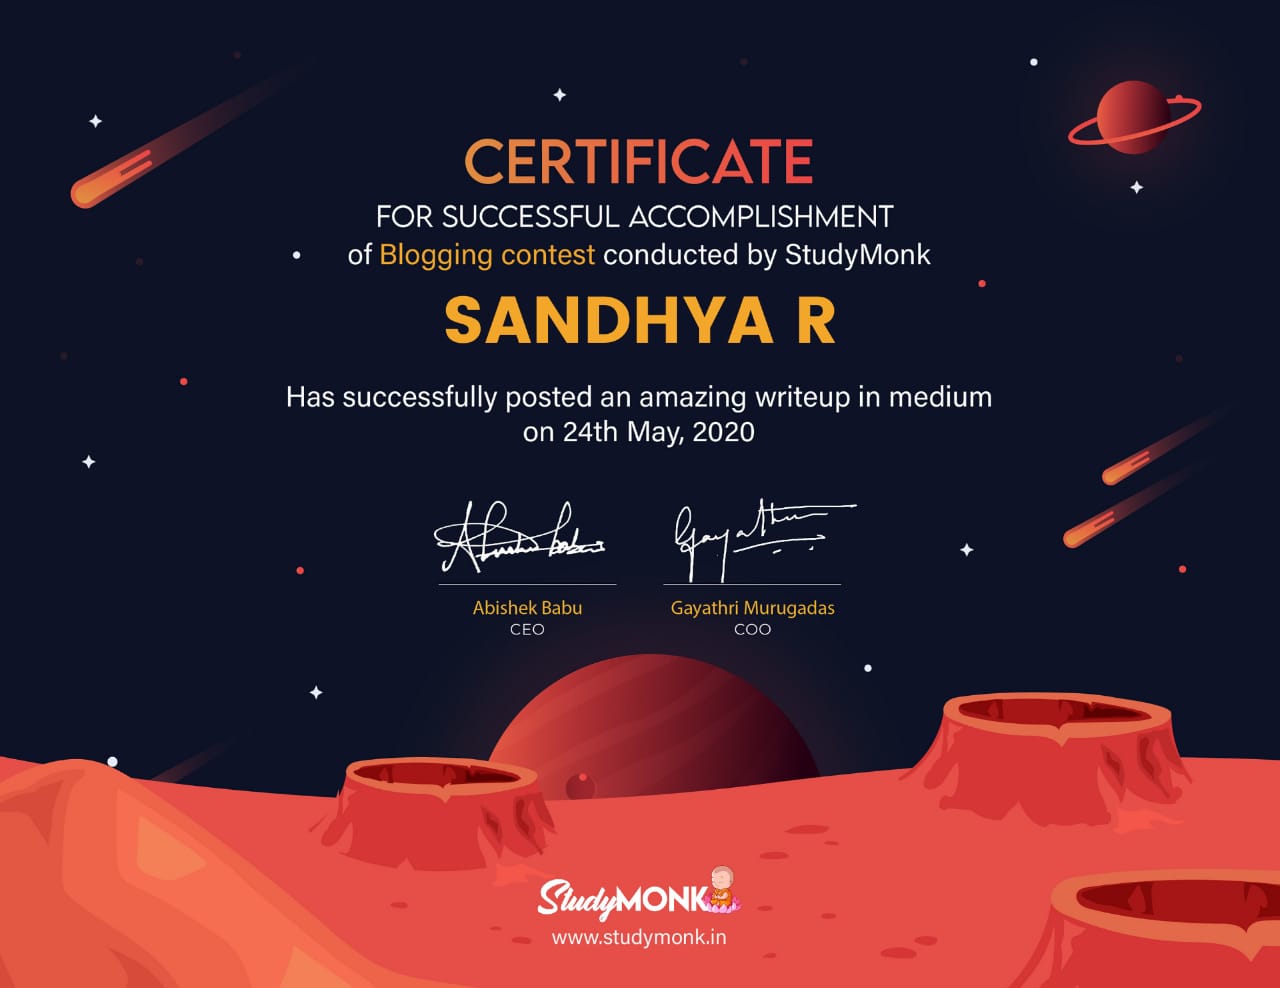 CERTIFICATE
FOR SUCCESSFUL ACCOMPLISHMENT
of Blogging contest conducted by StudyMonk
SANDHYA R
Has successfully posted an amazing writeup in medium
on 24th May, 2020
Abishek Babu
CEO
Gayathri Murugadas
COO
StudyMONK
www.studymonk.in